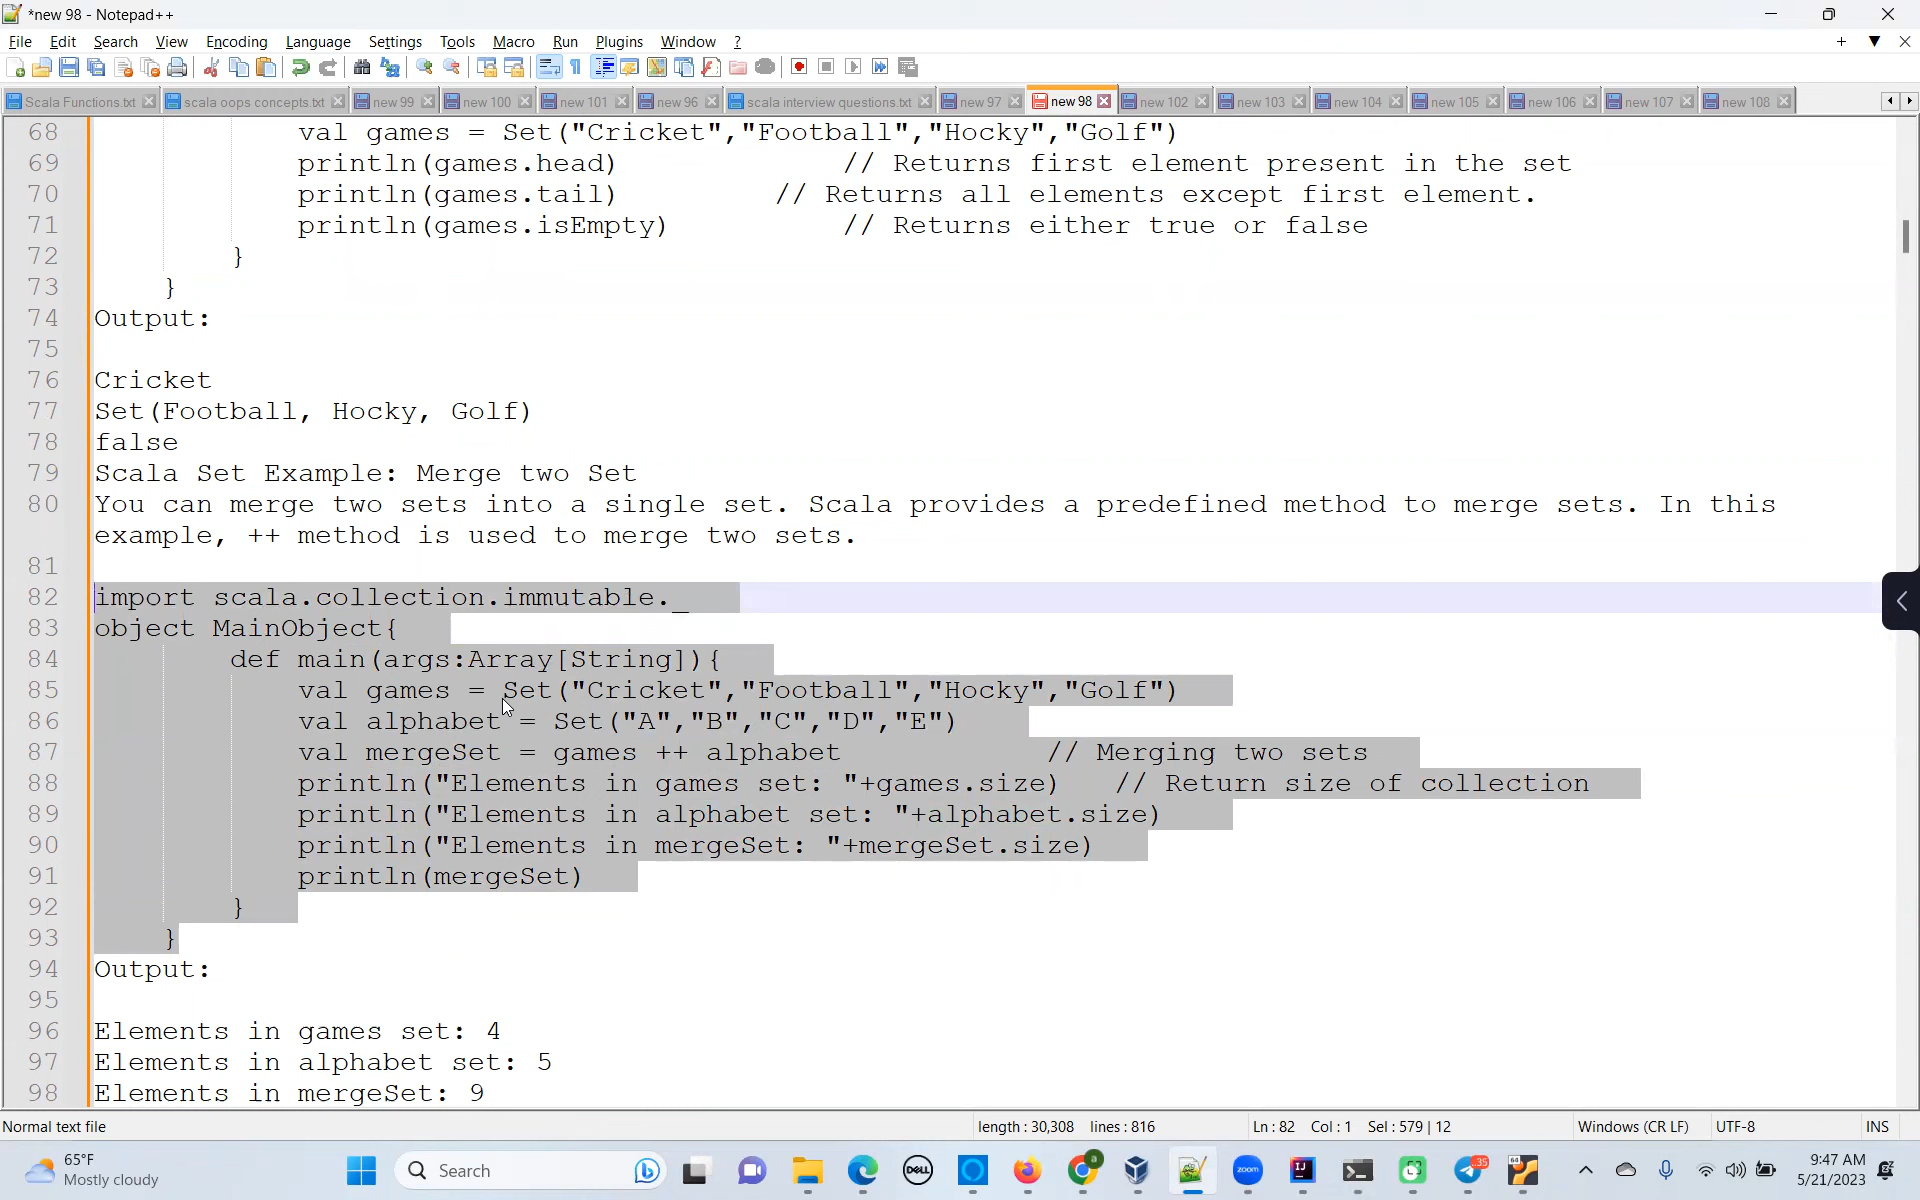 *new 98 - Notepad++
File Edit Search View Encoding Language Settings Tools Macro Run Plugins Window ?
Scala Functions.txt scala oops concepts.txt new 99 new 100 new 101 new 96 scala interview questions.txt new 97 new 98 new 102 new 103 new 104 new 105 new 106 new 107 new 108
68 val games = Set("Cricket","Football","Hocky","Golf")
69 println(games.head) // Returns first element present in the set
70 println(games.tail) // Returns all elements except first element.
71 println(games.isEmpty) // Returns either true or false
72 }
73 }
74 Output:
75
76 Cricket
77 Set(Football, Hocky, Golf)
78 false
79 Scala Set Example: Merge two Set
80 You can merge two sets into a single set. Scala provides a predefined method to merge sets. In this
example, ++ method is used to merge two sets.
81
82 import scala.collection.immutable._
83 object MainObject{
84 def main(args:Array[String]){
85 val games = Set("Cricket","Football","Hocky","Golf")
86 val alphabet = Set("A","B","C","D","E")
87 val mergeSet = games ++ alphabet // Merging two sets
88 println("Elements in games set: "+games.size) // Return size of collection
89 println("Elements in alphabet set: "+alphabet.size)
90 println("Elements in mergeSet: "+mergeSet.size)
91 println(mergeSet)
92 }
93 }
94 Output:
95
96 Elements in games set: 4
97 Elements in alphabet set: 5
98 Elements in mergeSet: 9
Normal text file length : 30,308 lines : 816 Ln : 82 Col : 1 Sel : 579 | 12 Windows (CR LF) UTF-8 INS
65°F
Mostly cloudy
Search
DELL
zoom
IJ
a
35
64
9:47 AM
5/21/2023